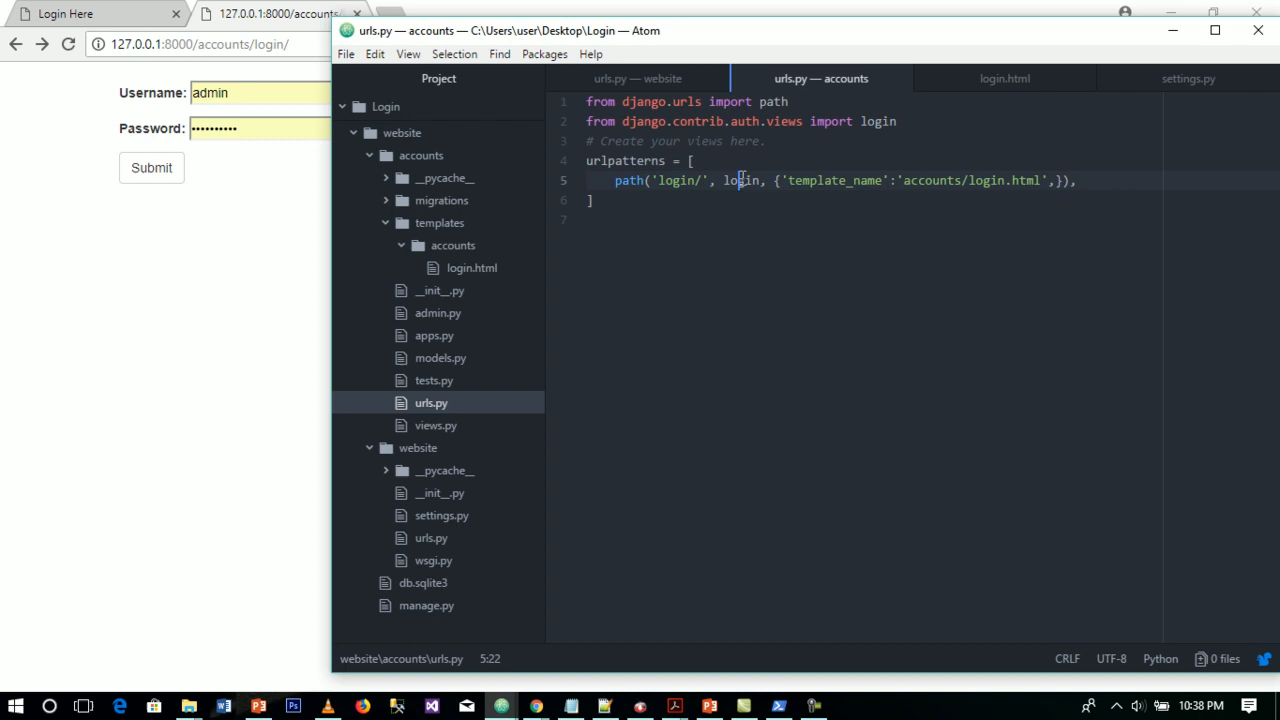 Login Here
127.0.0.1:8000/accounts/
127.0.0.1:8000/accounts/login/
Username: admin
Password: ••••••••••
Submit
urls.py — accounts — C:\Users\user\Desktop\Login — Atom
File Edit View Selection Find Packages Help
Project
urls.py — website
urls.py — accounts
login.html
settings.py
Login
website
accounts
__pycache__
migrations
templates
accounts
login.html
__init__.py
admin.py
apps.py
models.py
tests.py
urls.py
views.py
website
__pycache__
__init__.py
settings.py
urls.py
wsgi.py
db.sqlite3
manage.py
1 from django.urls import path
2 from django.contrib.auth.views import login
3 # Create your views here.
4 urlpatterns = [
5 path('login/', login, {'template_name':'accounts/login.html',}),
6 ]
7
website\accounts\urls.py 5:22
CRLF UTF-8 Python 0 files
10:38 PM